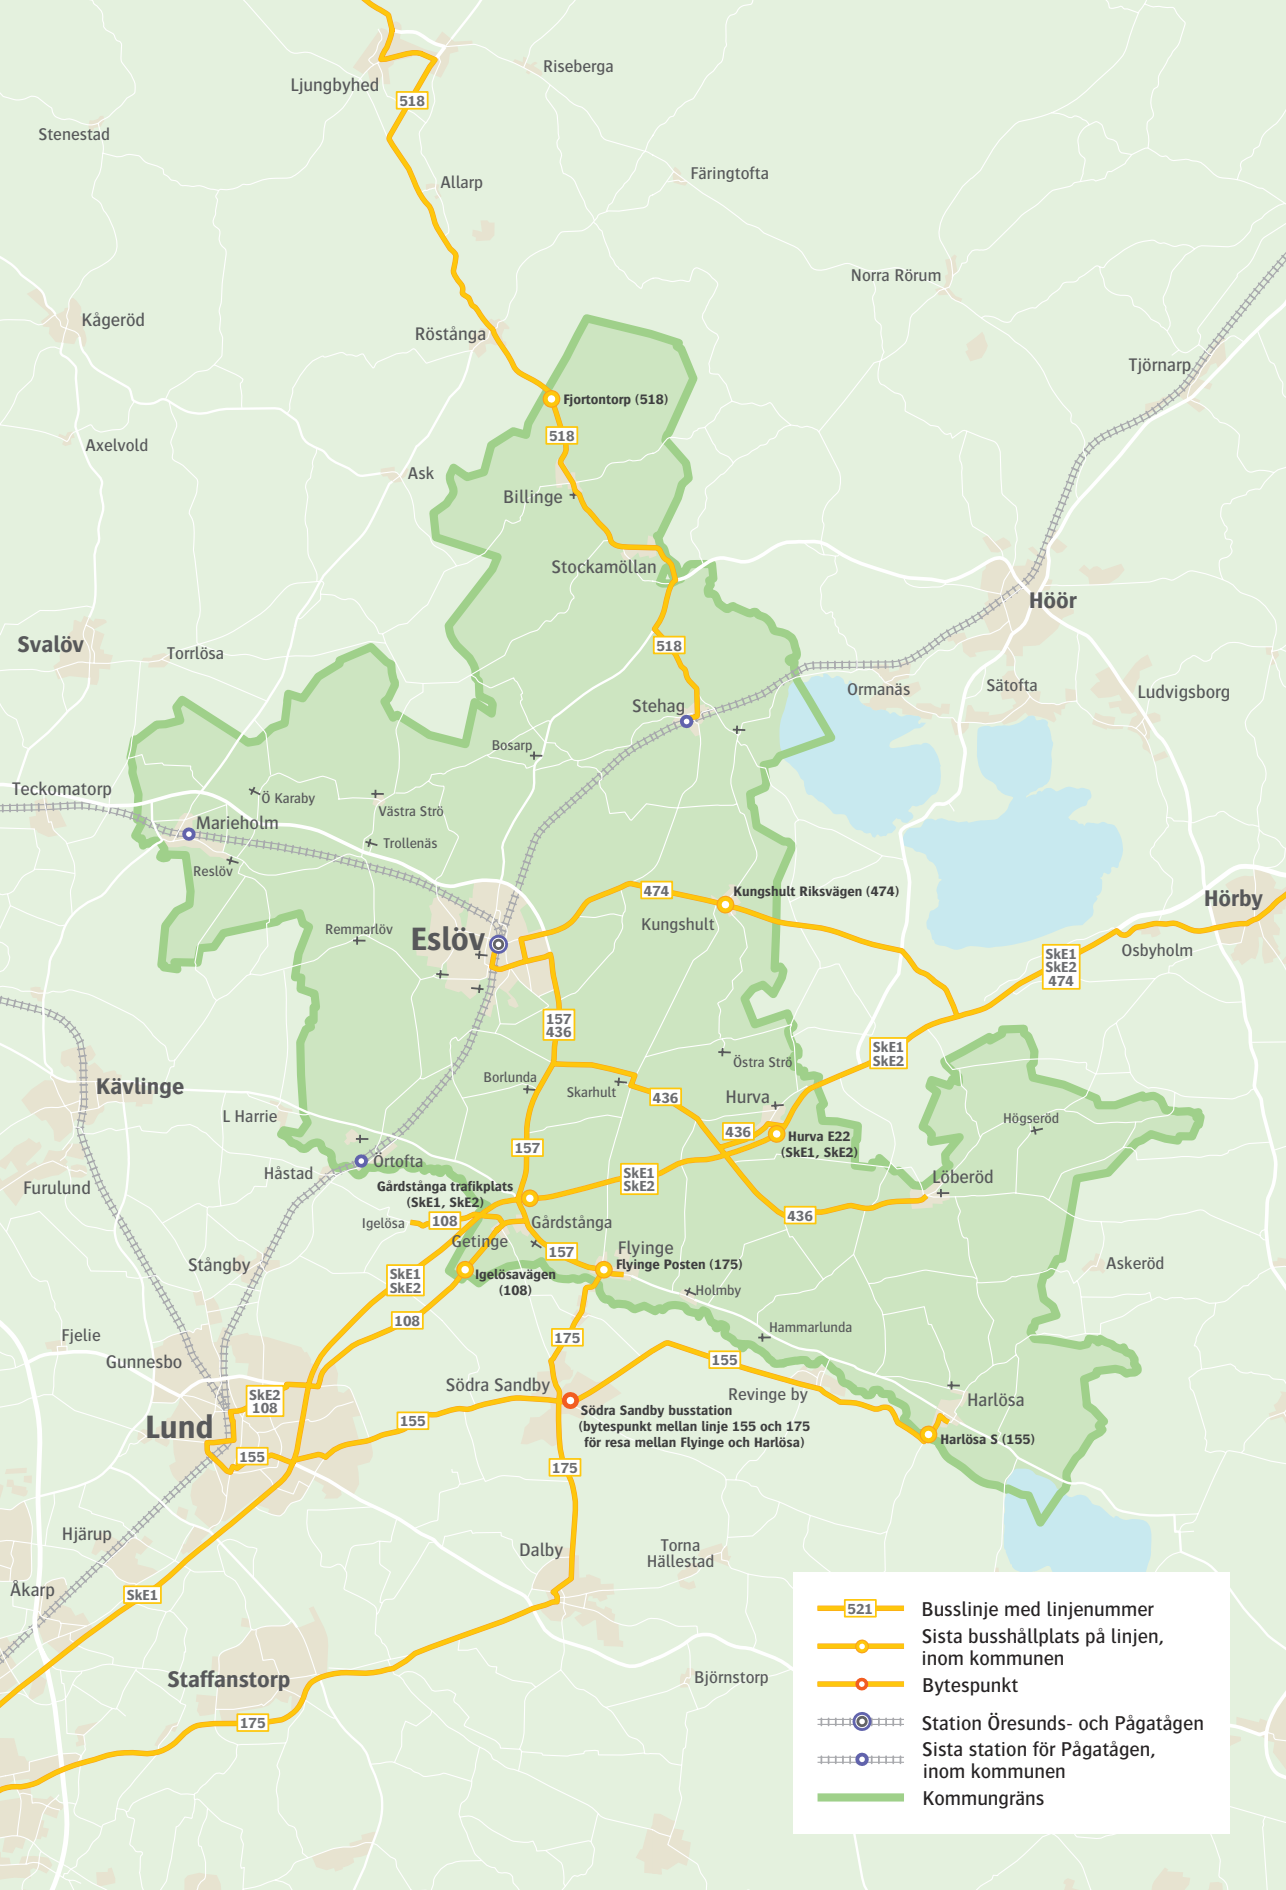 Riseberga
Ljungbyhed
518
Stenestad
Färingtofta
Allarp
Norra Rörum
Kågeröd
Röstånga
Tjörnarp
Fjortontorp (518)
518
Axelvold
Ask
Billinge
Stockamöllan
Höör
Svalöv
518
Torrlösa
Ormanäs
Sätofta
Ludvigsborg
Stehag
Bosarp
Teckomatorp
Ö Karaby
Västra Strö
Marieholm
Trollenäs
Reslöv
474
Kungshult Riksvägen (474)
Hörby
Kungshult
Remmarlöv
Eslöv
Osbyholm
SkE1
SkE2
474
157
436
SkE1
SkE2
Östra Strö
Borlunda
Skarhult
Kävlinge
436
Hurva
L Harrie
Högseröd
436
Hurva E22
(SkE1, SkE2)
157
Örtofta
Håstad
SkE1
SkE2
Löberöd
Furulund
Gårdstånga trafikplats
(SkE1, SkE2)
436
Igelösa
108
Gårdstånga
Getinge
157
Flyinge
Flyinge Posten (175)
Stångby
Askeröd
SkE1
SkE2
Igelösavägen
(108)
Holmby
108
Hammarlunda
Fjelie
175
Gunnesbo
155
Södra Sandby
Revinge by
SkE2
108
Harlösa
Lund
155
Södra Sandby busstation
(bytespunkt mellan linje 155 och 175
för resa mellan Flyinge och Harlösa)
Harlösa S (155)
155
175
Hjärup
Dalby
Torna
Hällestad
Åkarp
SkE1
Staffanstorp
Björnstorp
175
521
Busslinje med linjenummer
Sista busshållplats på linjen,
inom kommunen
Bytespunkt
Station Öresunds- och Pågatågen
Sista station för Pågatågen,
inom kommunen
Kommungräns